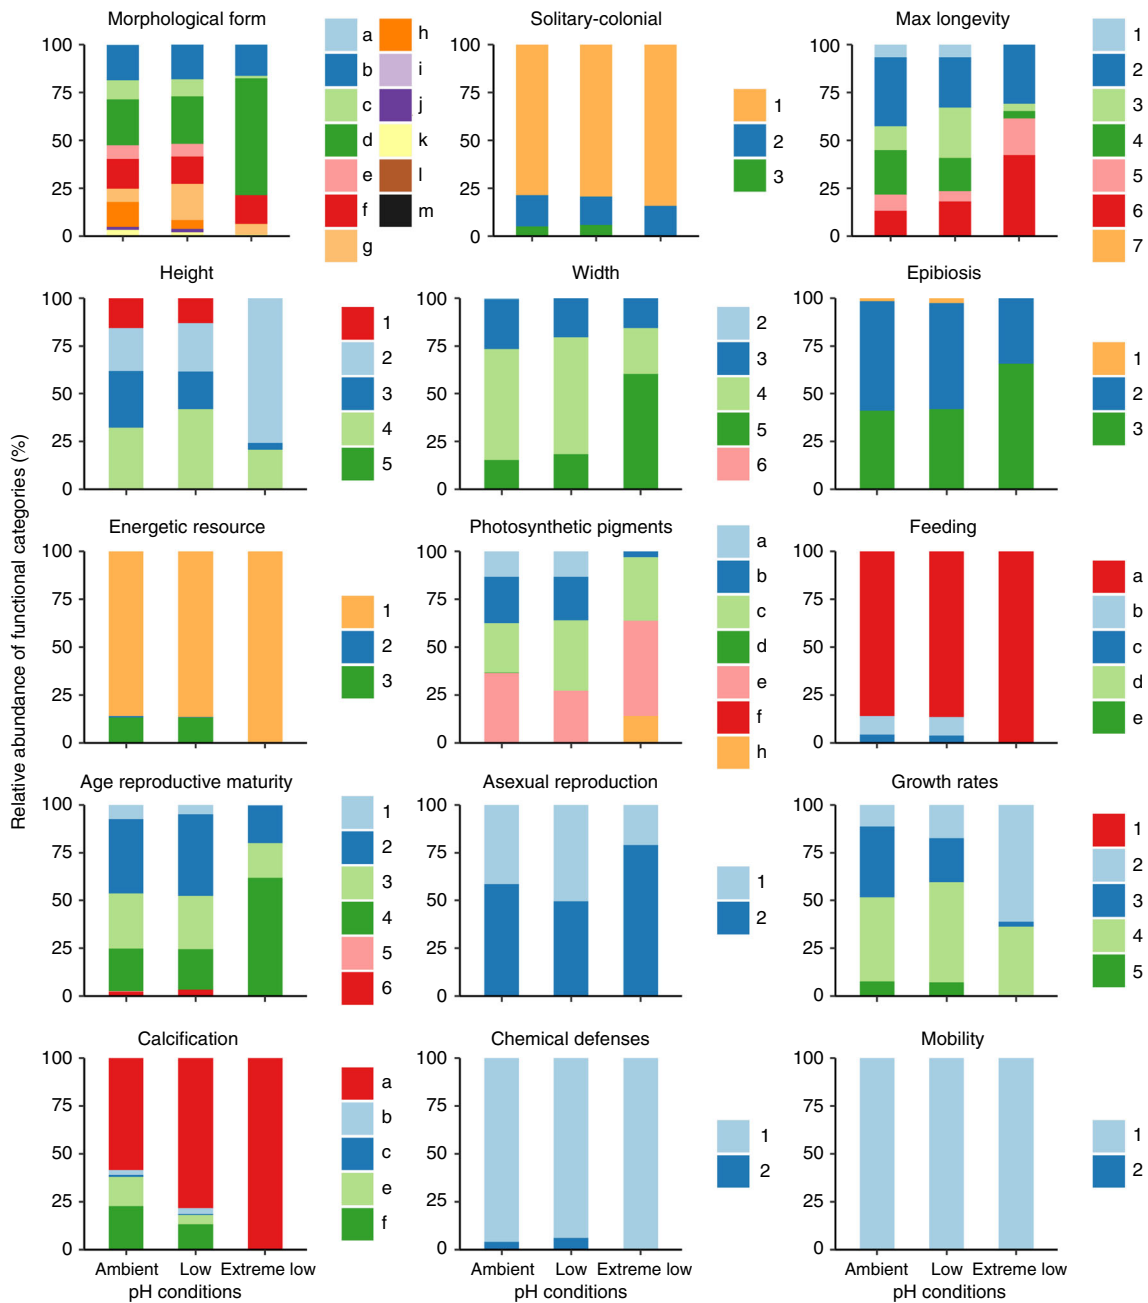 Morphological form
100
75
50
25
0
a
b
c
d
e
f
g
h
i
j
k
l
m
Solitary-colonial
100
75
50
25
0
1
2
3
Max longevity
100
75
50
25
0
1
2
3
4
5
6
7
Relative abundance of functional categories (%)
Height
100
75
50
25
0
1
2
3
4
5
Width
100
75
50
25
0
2
3
4
5
6
Epibiosis
100
75
50
25
0
1
2
3
Energetic resource
100
75
50
25
0
1
2
3
Photosynthetic pigments
100
75
50
25
0
a
b
c
d
e
f
h
Feeding
100
75
50
25
0
a
b
c
d
e
Age reproductive maturity
100
75
50
25
0
1
2
3
4
5
6
Asexual reproduction
100
75
50
25
0
1
2
Growth rates
100
75
50
25
0
1
2
3
4
5
Calcification
100
75
50
25
0
a
b
c
e
f
Ambient Low Extreme low
pH conditions
Chemical defenses
100
75
50
25
0
1
2
Ambient Low Extreme low
pH conditions
Mobility
100
75
50
25
0
1
2
Ambient Low Extreme low
pH conditions